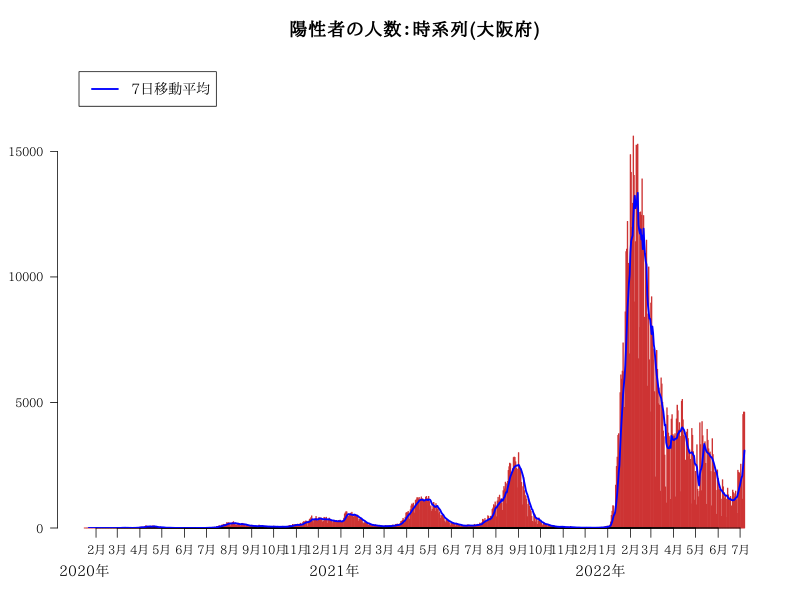 陽性者の人数:時系列(大阪府)
7日移動平均
15000
10000
5000
0
2月 3月 4月 5月 6月 7月 8月 9月 10月 11月 12月 1月 2月 3月 4月 5月 6月 7月 8月 9月 10月 11月 12月 1月 2月 3月 4月 5月 6月 7月
2020年 2021年 2022年